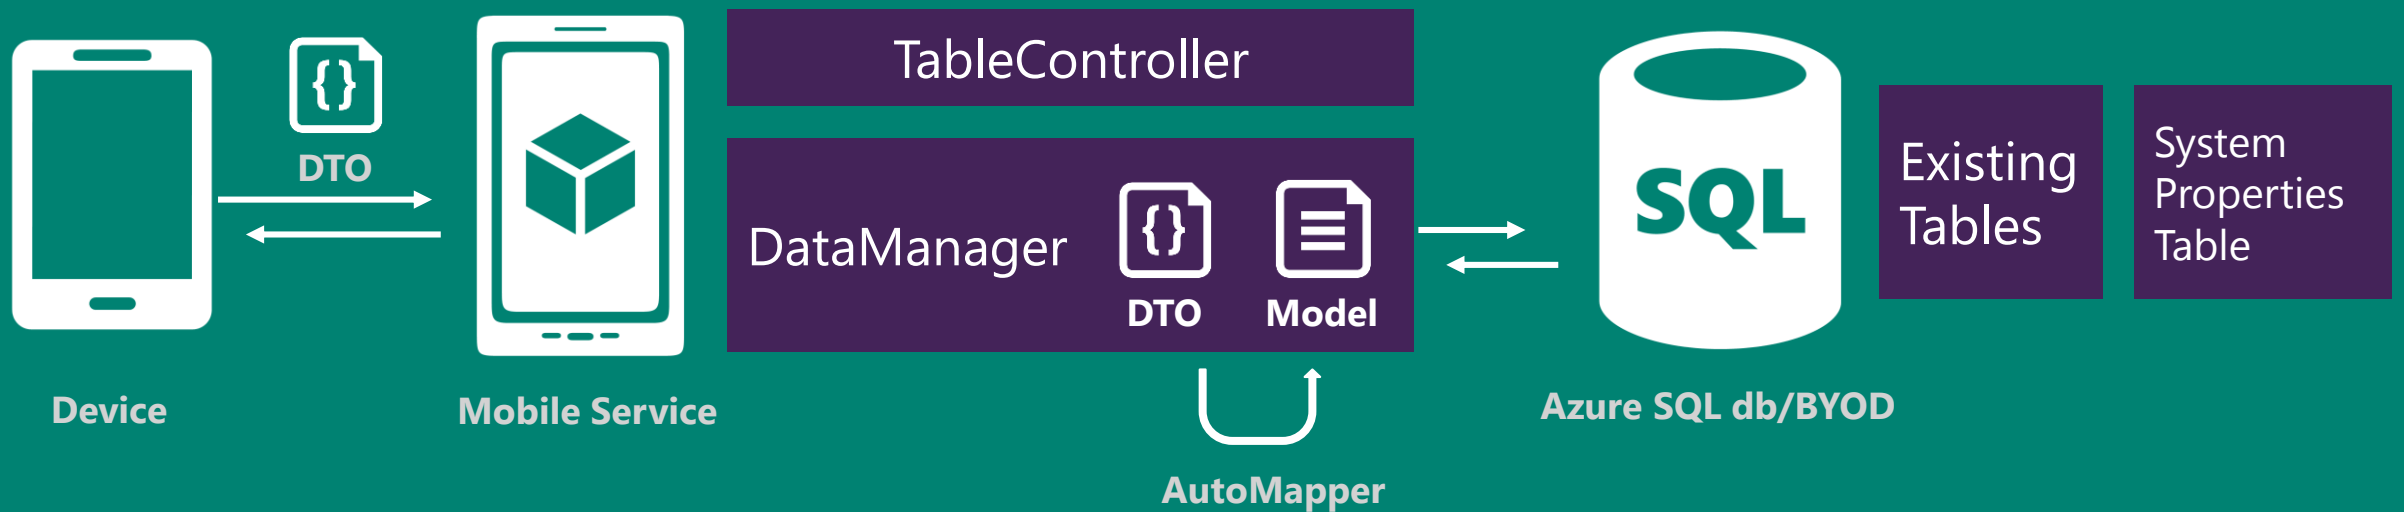 {}
DTO
Device
Mobile Service
TableController
DataManager
{}
DTO
Model
AutoMapper
SQL
Azure SQL db/BYOD
Existing
Tables
System
Properties
Table